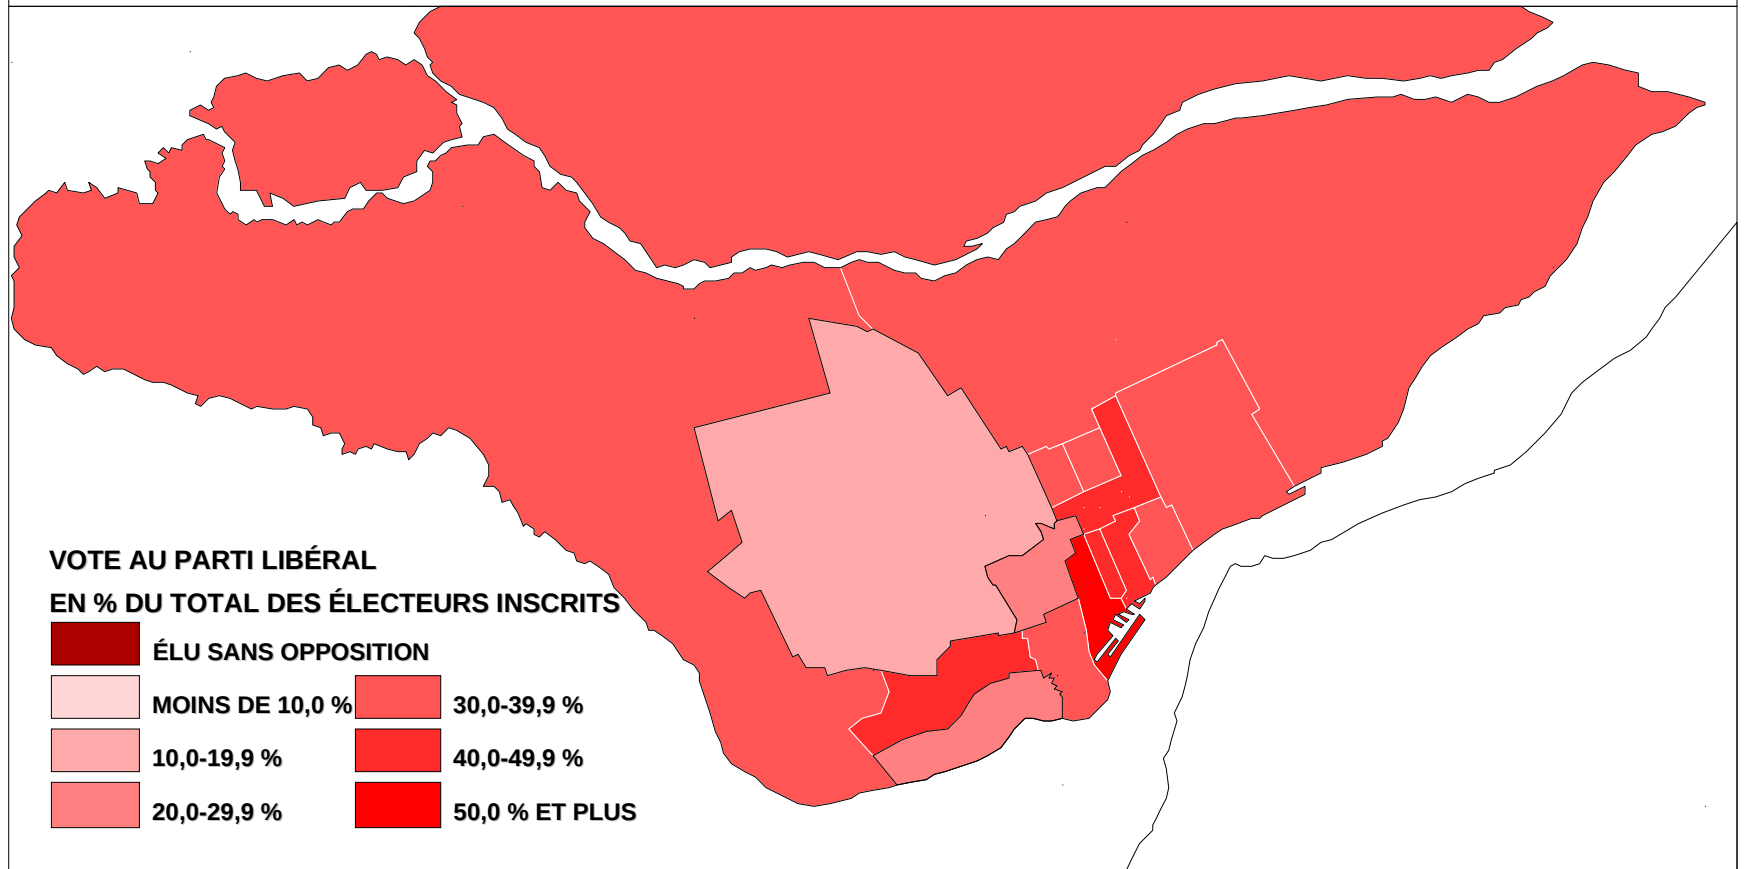 VOTE AU PARTI LIBÉRAL
EN % DU TOTAL DES ÉLECTEURS INSCRITS
ÉLU SANS OPPOSITION
MOINS DE 10,0 %
30,0-39,9 %
10,0-19,9 %
40,0-49,9 %
20,0-29,9 %
50,0 % ET PLUS